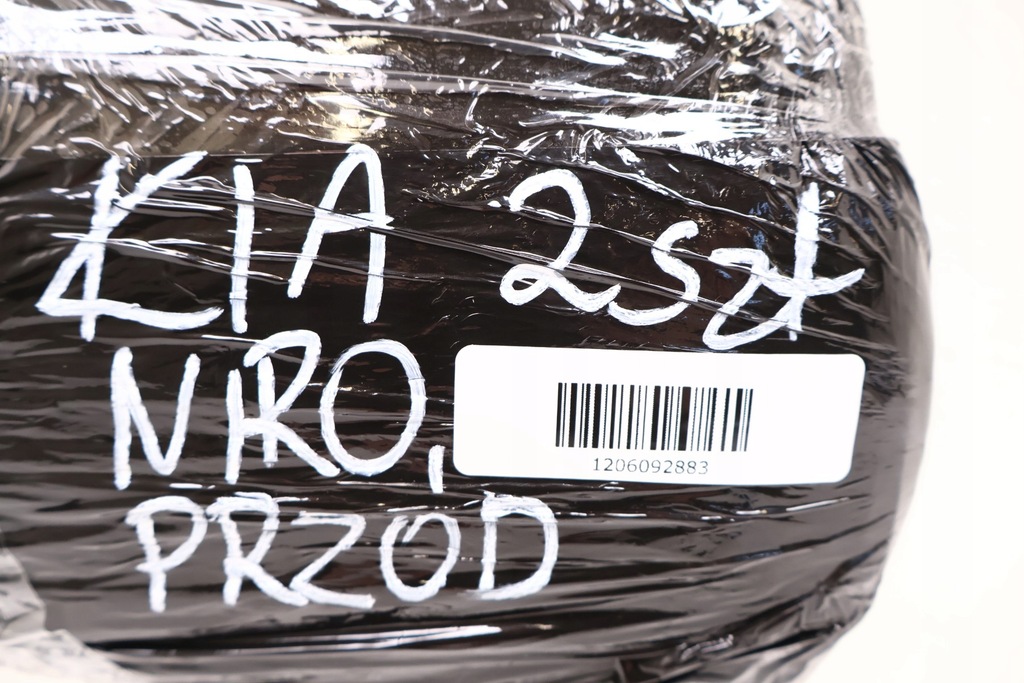 KIA 2szt
NIRO,
1206092883
PRZÓD